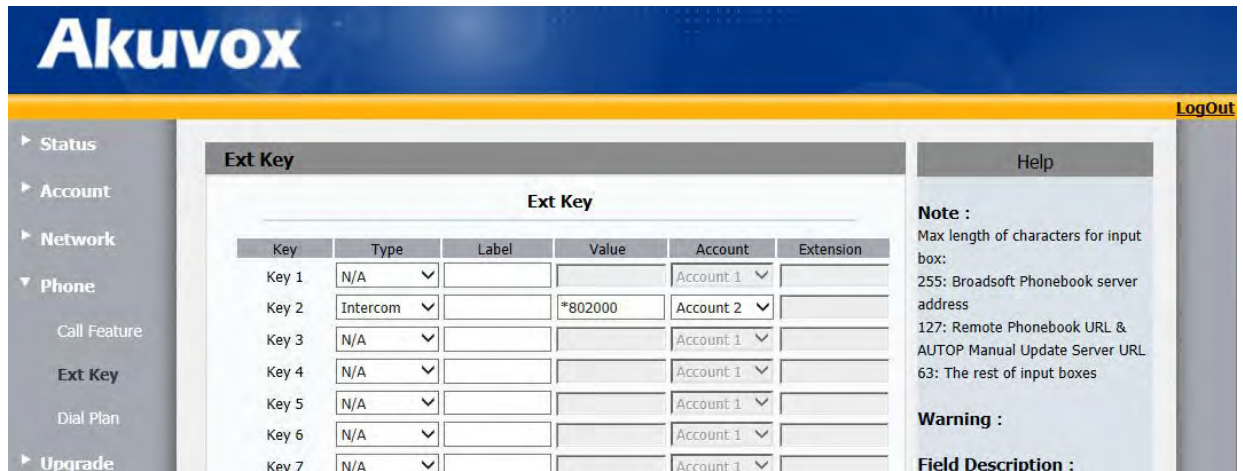 Akuvox
LogOut
Status
Account
Network
Phone
Call Feature
Ext Key
Dial Plan
Upgrade
Ext Key
Ext Key
Key Type Label Value Account Extension
Key 1 N/A Account 1
Key 2 Intercom *802000 Account 2
Key 3 N/A Account 1
Key 4 N/A Account 1
Key 5 N/A Account 1
Key 6 N/A Account 1
Key 7 N/A Account 1
Help
Note :
Max length of characters for input
box:
255: Broadsoft Phonebook server
address
127: Remote Phonebook URL &
AUTOP Manual Update Server URL
63: The rest of input boxes
Warning :
Field Description :